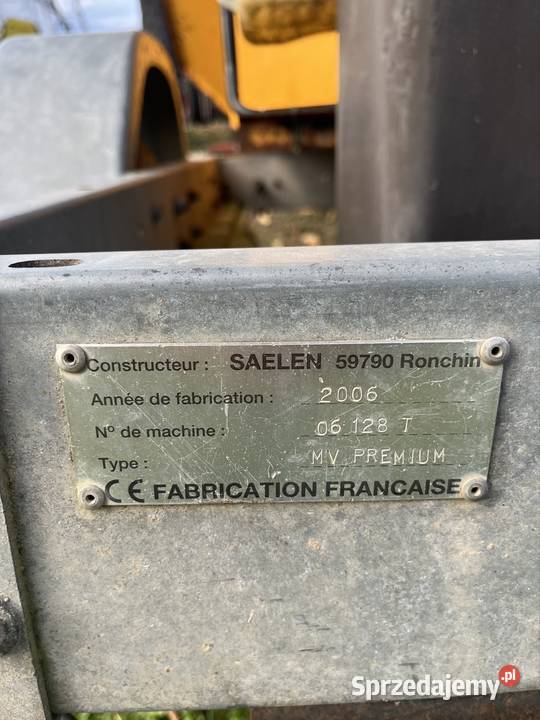 Constructeur : SAELEN 59790 Ronchin
Année de fabrication : 2006
Nº de machine : 06 128 T
Type : MV PREMIUM
CE FABRICATION FRANCAISE
Sprzedajemy.pl